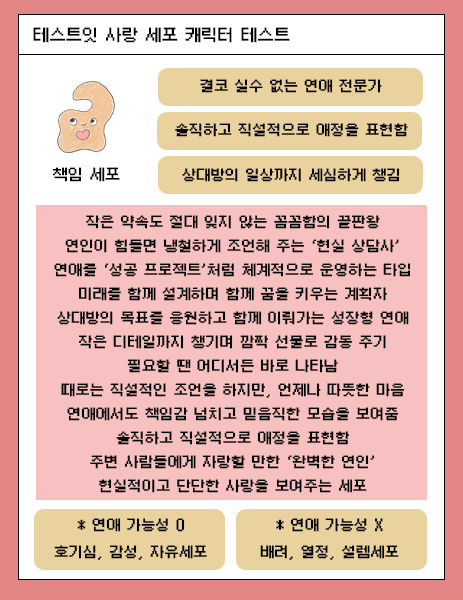 테스트잇 사랑 세포 캐릭터 테스트
결코 실수 없는 연애 전문가
솔직하고 직설적으로 애정을 표현함
상대방의 일상까지 세심하게 챙김
책임 세포
작은 약속도 절대 잊지 않는 꼼꼼함의 끝판왕
연인이 힘들면 냉철하게 조언해 주는 ‘현실 상담사’
연애를 ‘성공 프로젝트’처럼 체계적으로 운영하는 타입
미래를 함께 설계하며 함께 꿈을 키우는 계획자
상대방의 목표를 응원하고 함께 이뤄가는 성장형 연애
작은 디테일까지 챙기며 깜짝 선물로 감동 주기
필요할 땐 어디서든 바로 나타남
때로는 직설적인 조언을 하지만, 언제나 따뜻한 마음
연애에서도 책임감 넘치고 믿음직한 모습을 보여줌
솔직하고 직설적으로 애정을 표현함
주변 사람들에게 자랑할 만한 ‘완벽한 연인’
현실적이고 단단한 사랑을 보여주는 세포
* 연애 가능성 O
호기심, 감성, 자유세포
* 연애 가능성 X
배려, 열정, 설렘세포